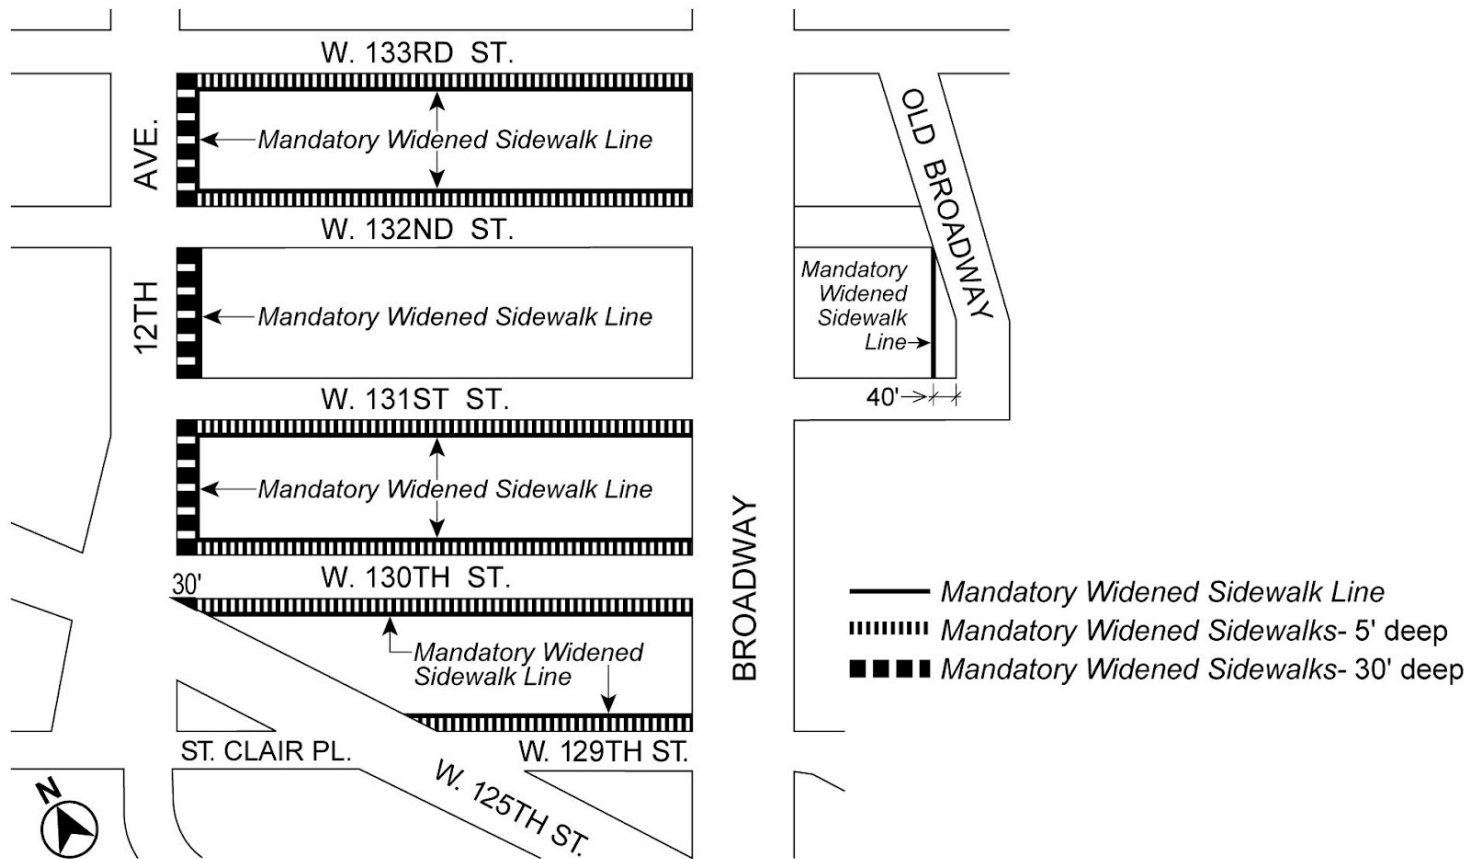 W. 133RD ST.
Mandatory Widened Sidewalk Line
W. 132ND ST.
12TH AVE.
OLD BROADWAY
Mandatory
Widened
Sidewalk
Line
Mandatory Widened Sidewalk Line
40'
W. 131ST ST.
Mandatory Widened Sidewalk Line
BROADWAY
W. 130TH ST.
30'
Mandatory Widened
Sidewalk Line
ST. CLAIR PL.
W. 129TH ST.
W. 125TH ST.
N
Mandatory Widened Sidewalk Line
Mandatory Widened Sidewalks- 5' deep
Mandatory Widened Sidewalks- 30' deep